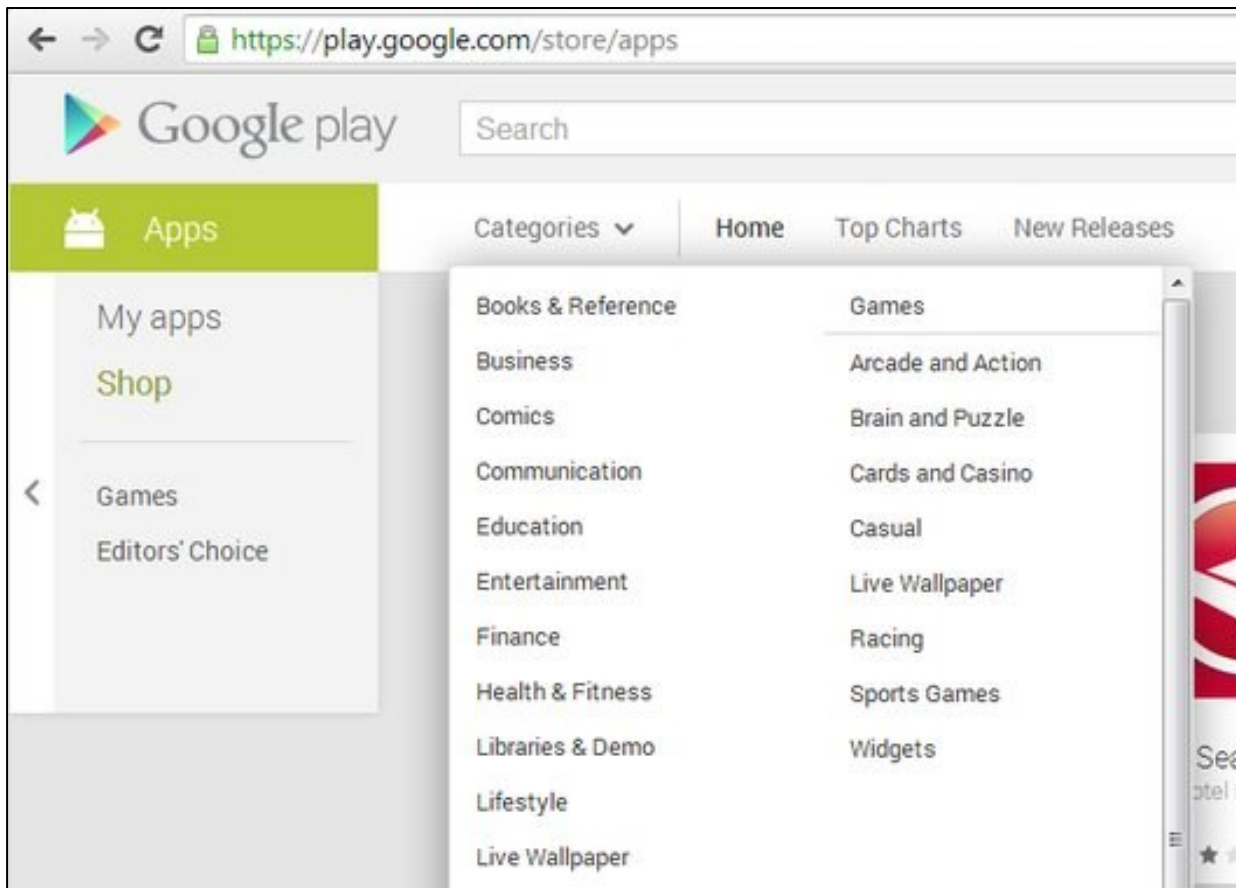 https://play.google.com/store/apps
Google play
Search
Apps
Categories
Home
Top Charts
New Releases
My apps
Shop
Games
Editors' Choice
Books & Reference
Business
Comics
Communication
Education
Entertainment
Finance
Health & Fitness
Libraries & Demo
Lifestyle
Live Wallpaper
Games
Arcade and Action
Brain and Puzzle
Cards and Casino
Casual
Live Wallpaper
Racing
Sports Games
Widgets